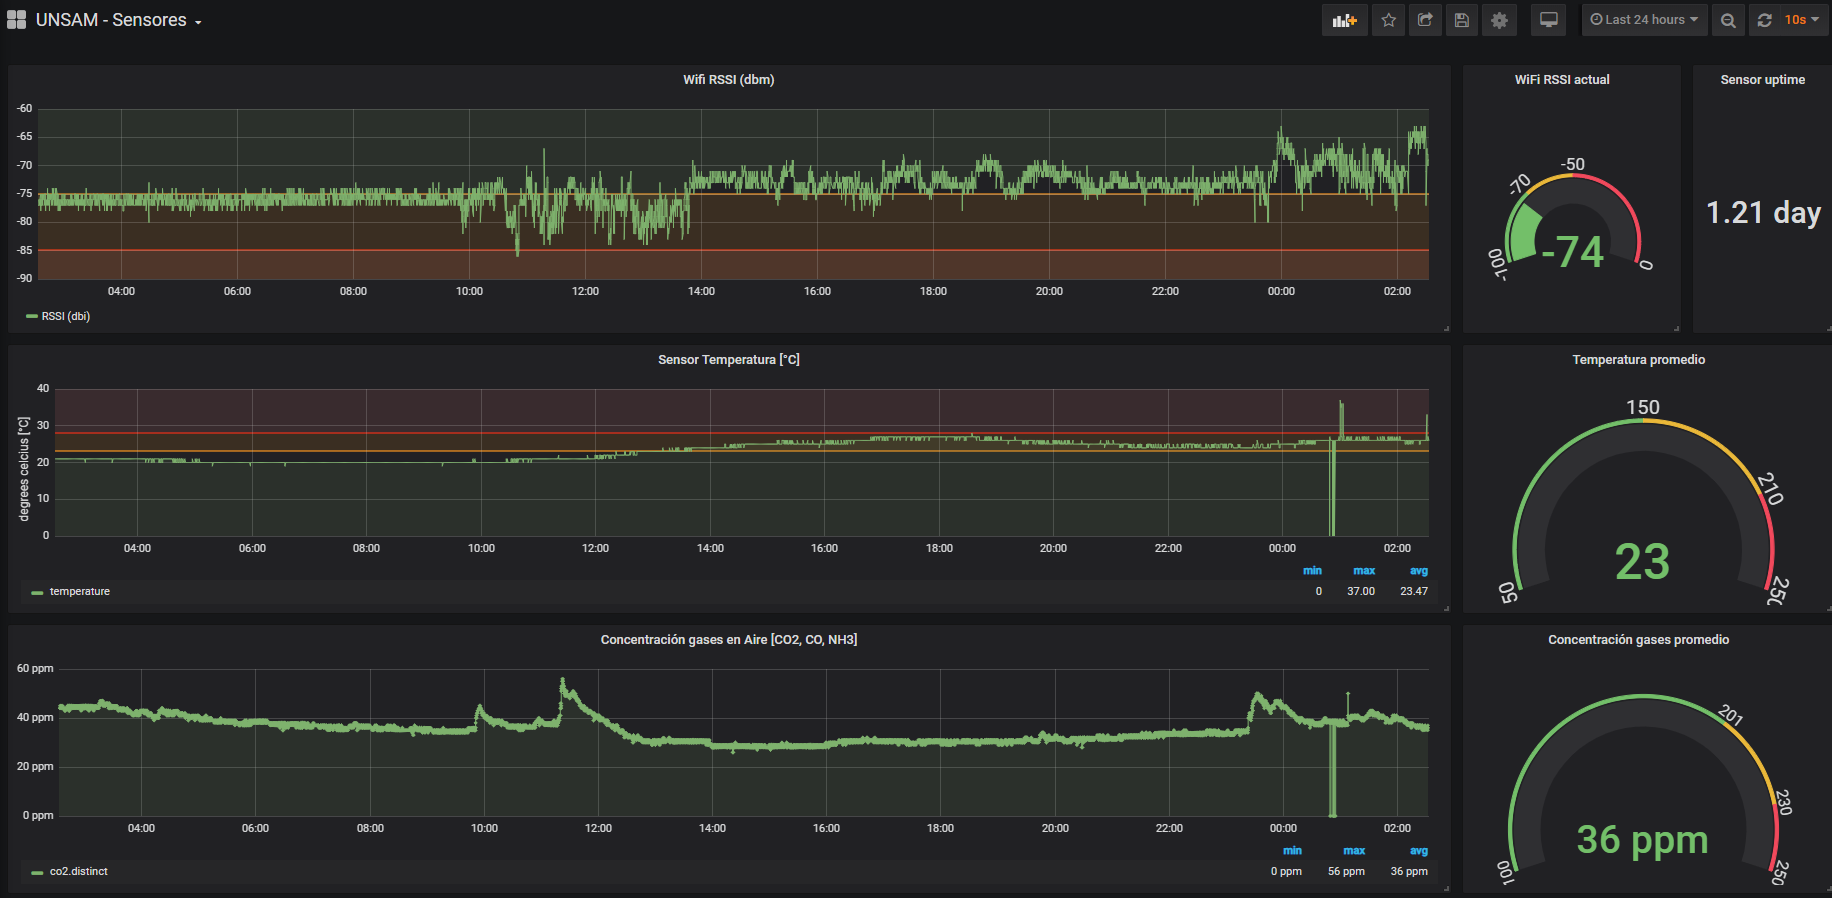 UNSAM - Sensores
Last 24 hours
10s
Wifi RSSI (dbm)
-60
-65
-70
-75
-80
-85
-90
04:00 06:00 08:00 10:00 12:00 14:00 16:00 18:00 20:00 22:00 00:00 02:00
RSSI (dbi)
WiFi RSSI actual
-50
-70
-100
0
-74
Sensor uptime
1.21 day
Sensor Temperatura [°C]
degrees celcius [°C]
40
30
20
10
0
04:00 06:00 08:00 10:00 12:00 14:00 16:00 18:00 20:00 22:00 00:00 02:00
min max avg
temperature 0 37.00 23.47
Temperatura promedio
150
210
50
250
23
Concentración gases en Aire [CO2, CO, NH3]
60 ppm
40 ppm
20 ppm
0 ppm
04:00 06:00 08:00 10:00 12:00 14:00 16:00 18:00 20:00 22:00 00:00 02:00
min max avg
co2.distinct 0 ppm 56 ppm 36 ppm
Concentración gases promedio
201
230
100
250
36 ppm